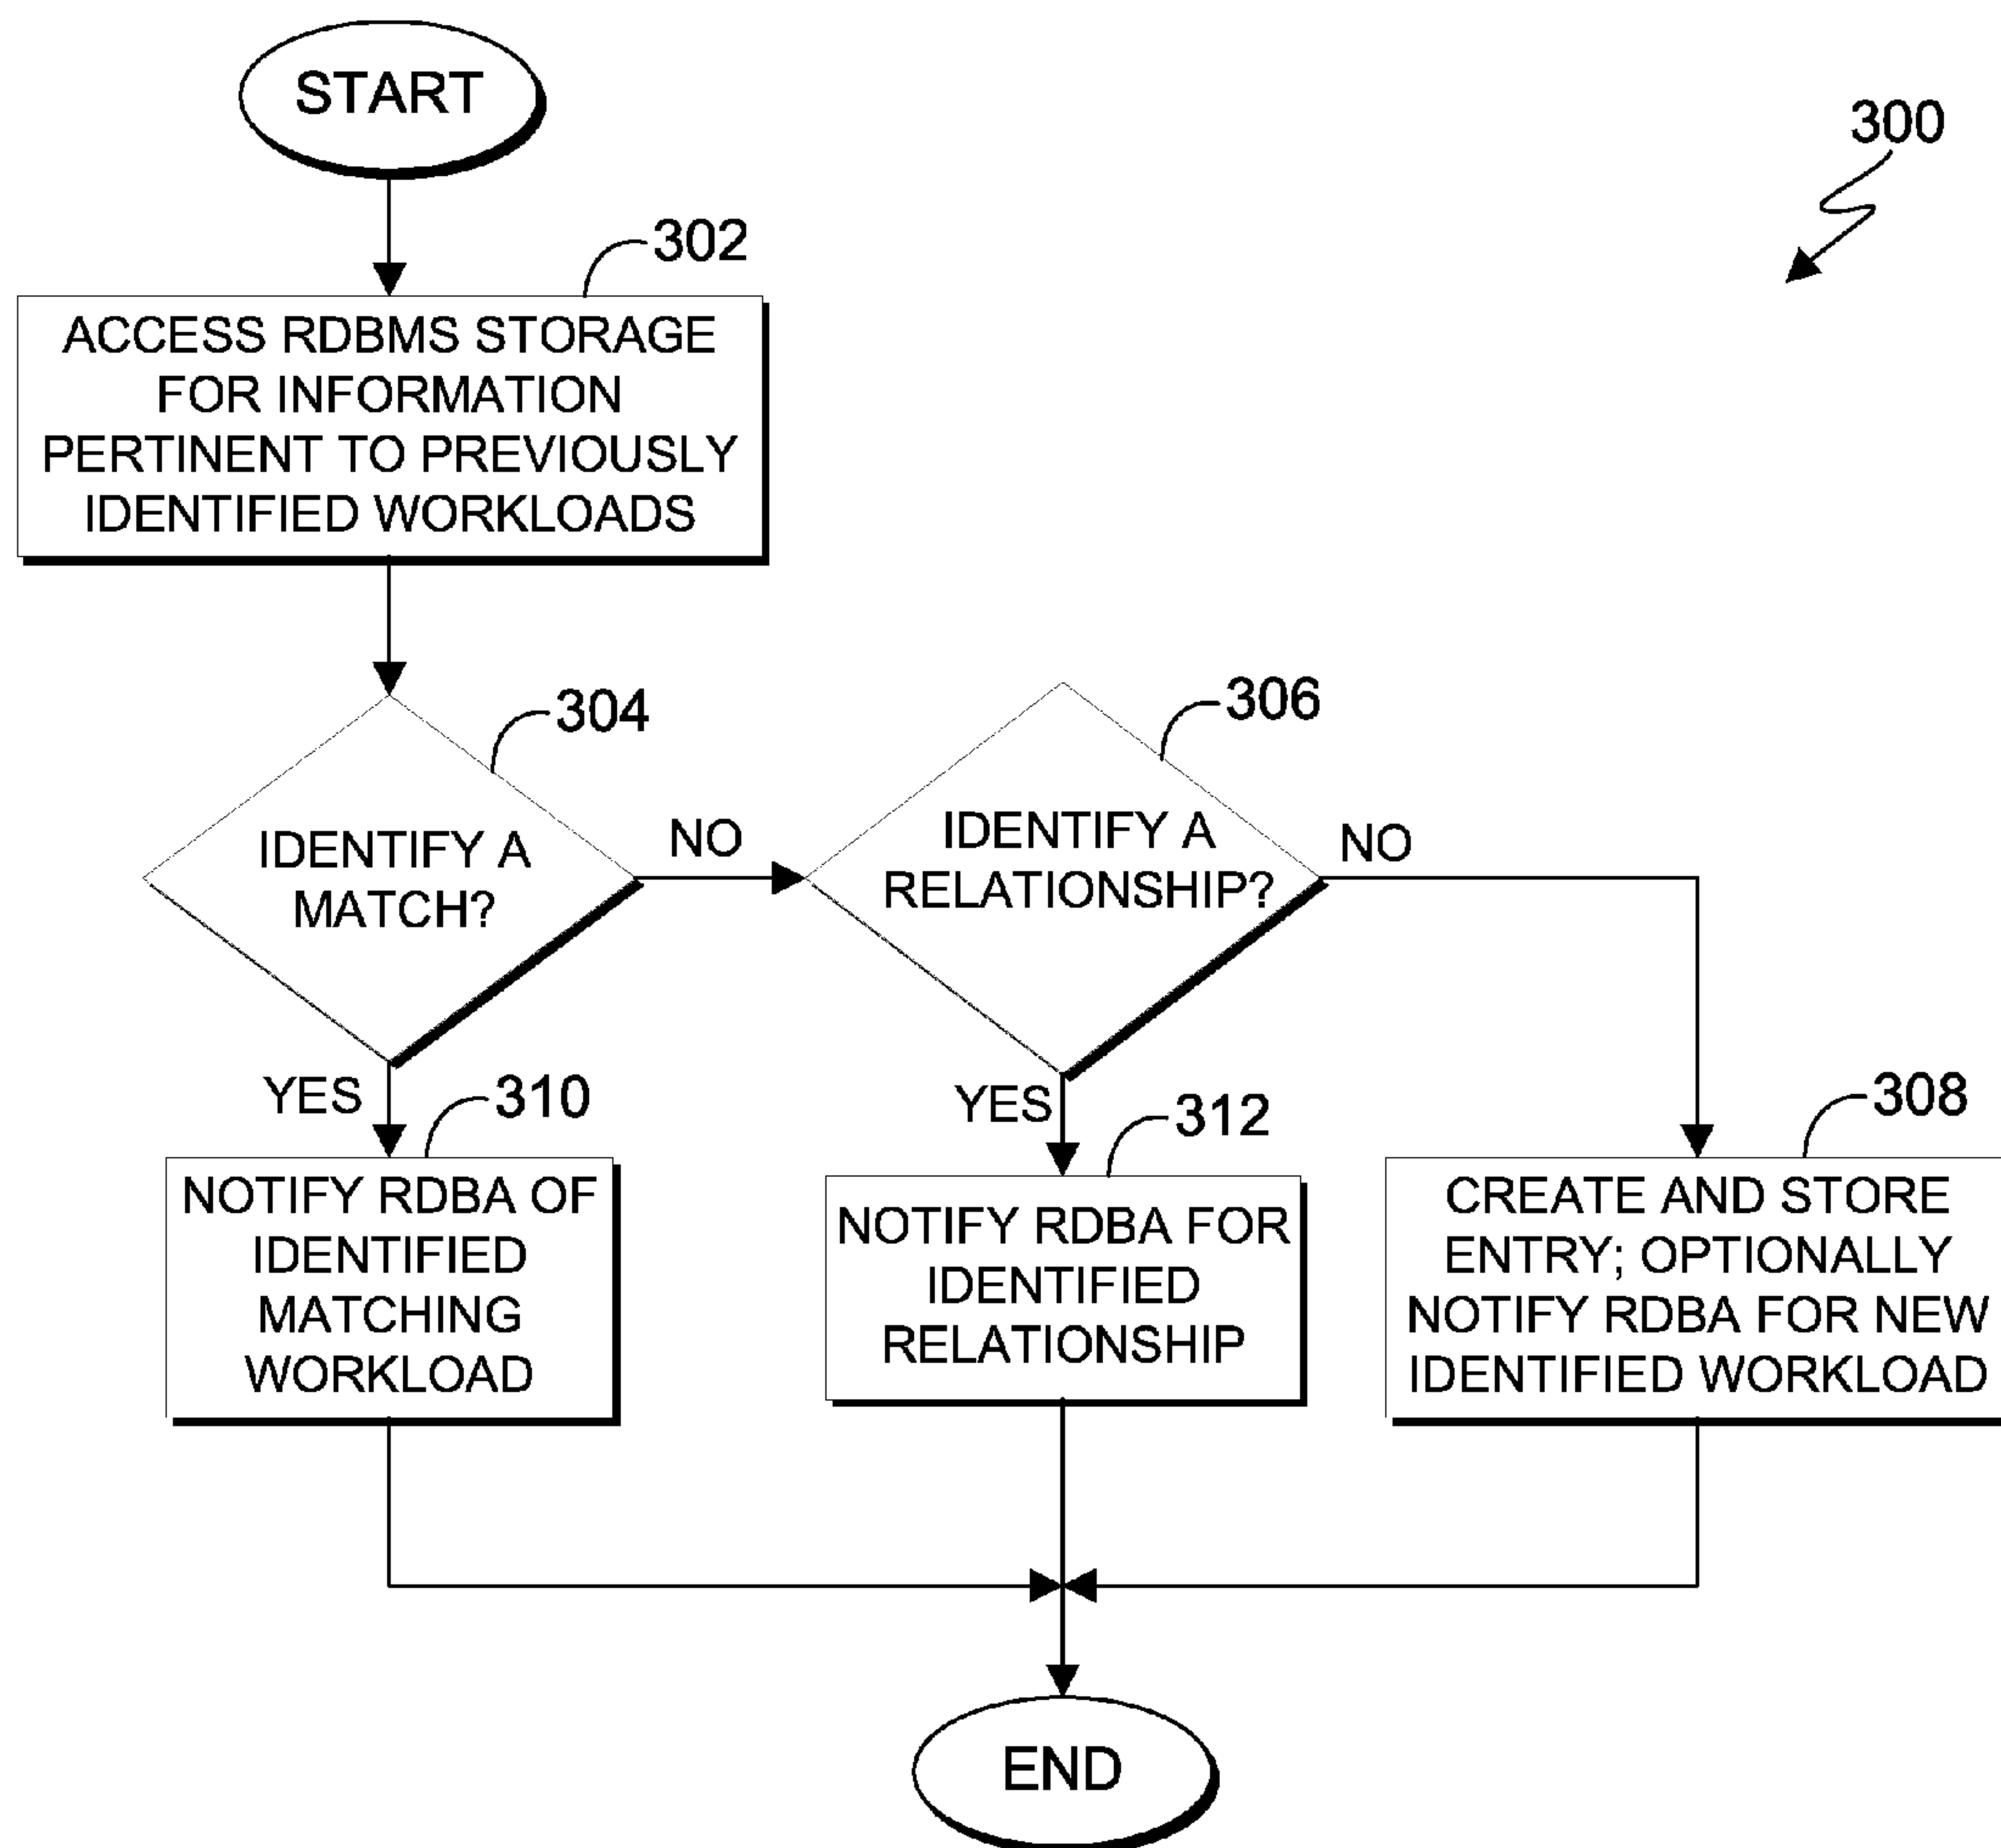 START
300
302
ACCESS RDBMS STORAGE
FOR INFORMATION
PERTINENT TO PREVIOUSLY
IDENTIFIED WORKLOADS
304
IDENTIFY A
MATCH?
NO
306
IDENTIFY A
RELATIONSHIP?
NO
YES
310
NOTIFY RDBA OF
IDENTIFIED
MATCHING
WORKLOAD
YES
312
NOTIFY RDBA FOR
IDENTIFIED
RELATIONSHIP
308
CREATE AND STORE
ENTRY; OPTIONALLY
NOTIFY RDBA FOR NEW
IDENTIFIED WORKLOAD
END